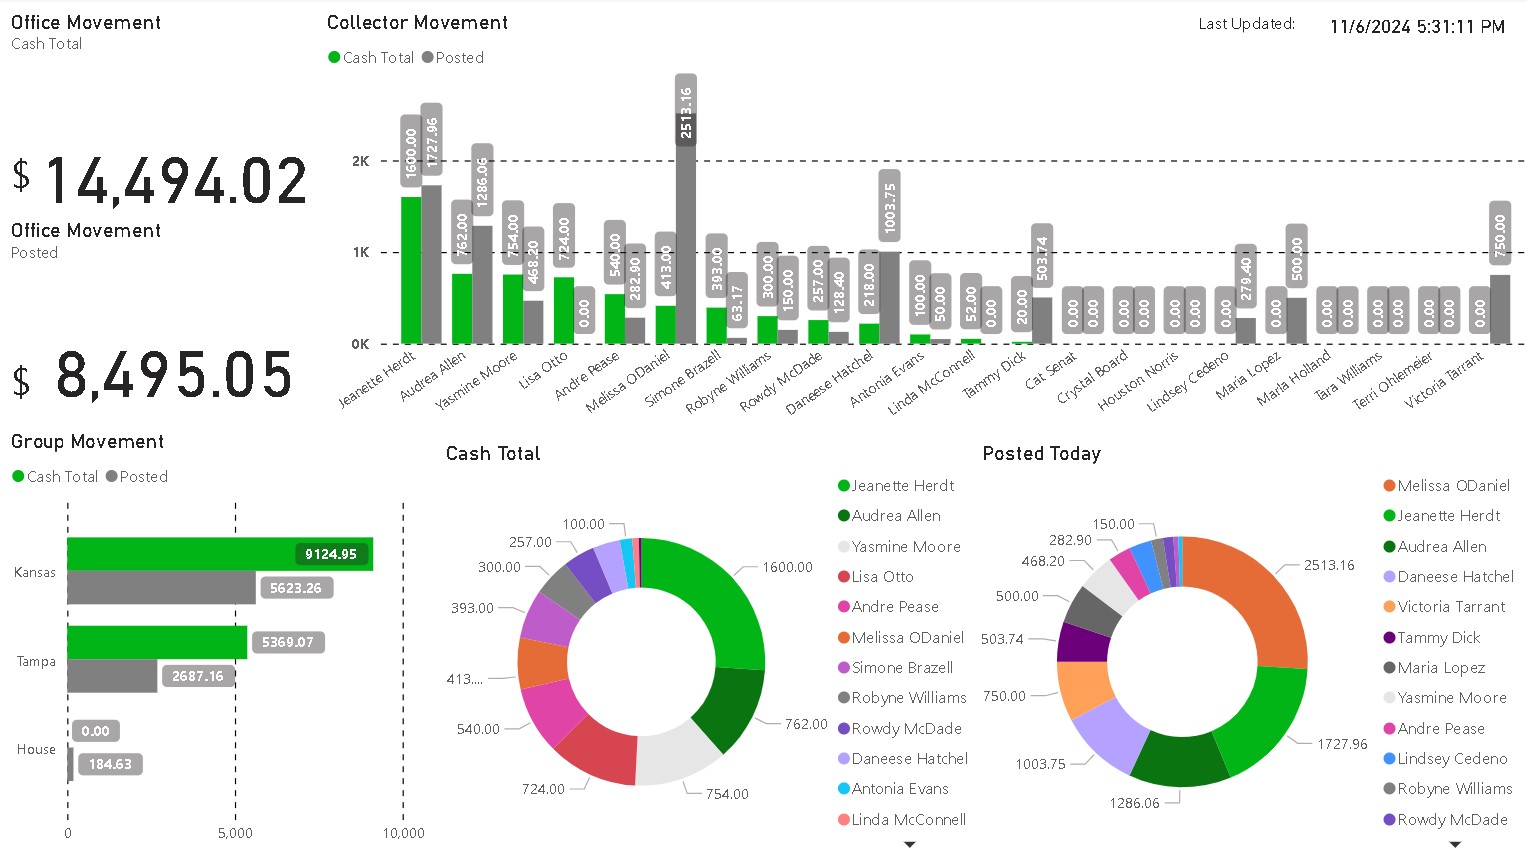 Office Movement
Cash Total
$ 14,494.02
Office Movement
Posted
$ 8,495.05
Collector Movement
Cash Total Posted
Last Updated: 11/6/2024 5:31:11 PM
2K
1K
0K
1600.00 1727.96
762.00 1286.06
754.00 468.20
724.00 0.00
540.00 282.90
413.00 2513.16
393.00 63.17
300.00 150.00
257.00 128.40
218.00 1003.75
100.00 50.00
52.00 0.00
20.00 503.74
0.00 0.00
0.00 0.00
0.00 0.00
0.00 279.40
0.00 500.00
0.00 0.00
0.00 0.00
0.00 0.00
0.00 750.00
Jeanette Herdt
Audrea Allen
Yasmine Moore
Lisa Otto
Andre Pease
Melissa ODaniel
Simone Brazell
Robyne Williams
Rowdy McDade
Daneese Hatchel
Antonia Evans
Linda McConnell
Tammy Dick
Cat Senat
Crystal Board
Houston Norris
Lindsey Cedeno
Maria Lopez
Marla Holland
Tara Williams
Terri Ohlemeier
Victoria Tarrant
Group Movement
Cash Total Posted
Kansas
9124.95
5623.26
Tampa
5369.07
2687.16
House
0.00
184.63
0 5,000 10,000
Cash Total
100.00
257.00
300.00
393.00
413....
540.00
724.00
754.00
762.00
1600.00
Jeanette Herdt
Audrea Allen
Yasmine Moore
Lisa Otto
Andre Pease
Melissa ODaniel
Simone Brazell
Robyne Williams
Rowdy McDade
Daneese Hatchel
Antonia Evans
Linda McConnell
Posted Today
150.00
282.90
468.20
500.00
503.74
750.00
1003.75
1286.06
1727.96
2513.16
Melissa ODaniel
Jeanette Herdt
Audrea Allen
Daneese Hatchel
Victoria Tarrant
Tammy Dick
Maria Lopez
Yasmine Moore
Andre Pease
Lindsey Cedeno
Robyne Williams
Rowdy McDade